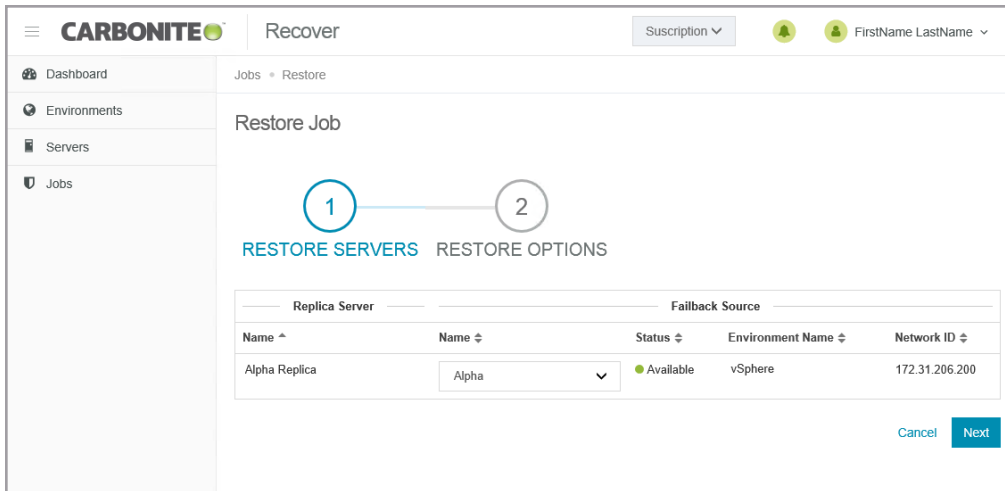 CARBONITE Recover Suscription FirstName LastName
Dashboard
Jobs Restore
Environments
Restore Job
Servers
Jobs
1 2
RESTORE SERVERS RESTORE OPTIONS
Replica Server Failback Source
Name Name Status Environment Name Network ID
Alpha Replica Alpha Available vSphere 172.31.206.200
Cancel Next